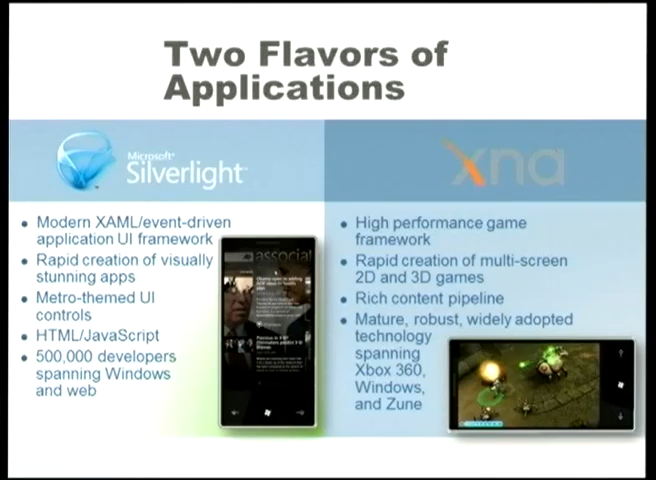 Two Flavors of
Applications
Microsoft®
Silverlight™
xna
• Modern XAML/event-driven
application UI framework
• Rapid creation of visually
stunning apps
• Metro-themed UI
controls
• HTML/JavaScript
• 500,000 developers
spanning Windows
and web
associat
• High performance game
framework
• Rapid creation of multi-screen
2D and 3D games
• Rich content pipeline
• Mature, robust, widely adopted
technology
spanning
Xbox 360,
Windows,
and Zune